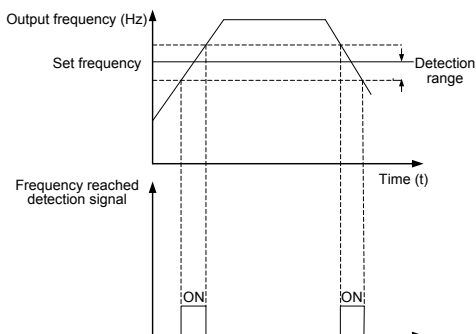 Output frequency (Hz)
Set frequency
Detection
range
Time (t)
Frequency reached
detection signal
ON
ON